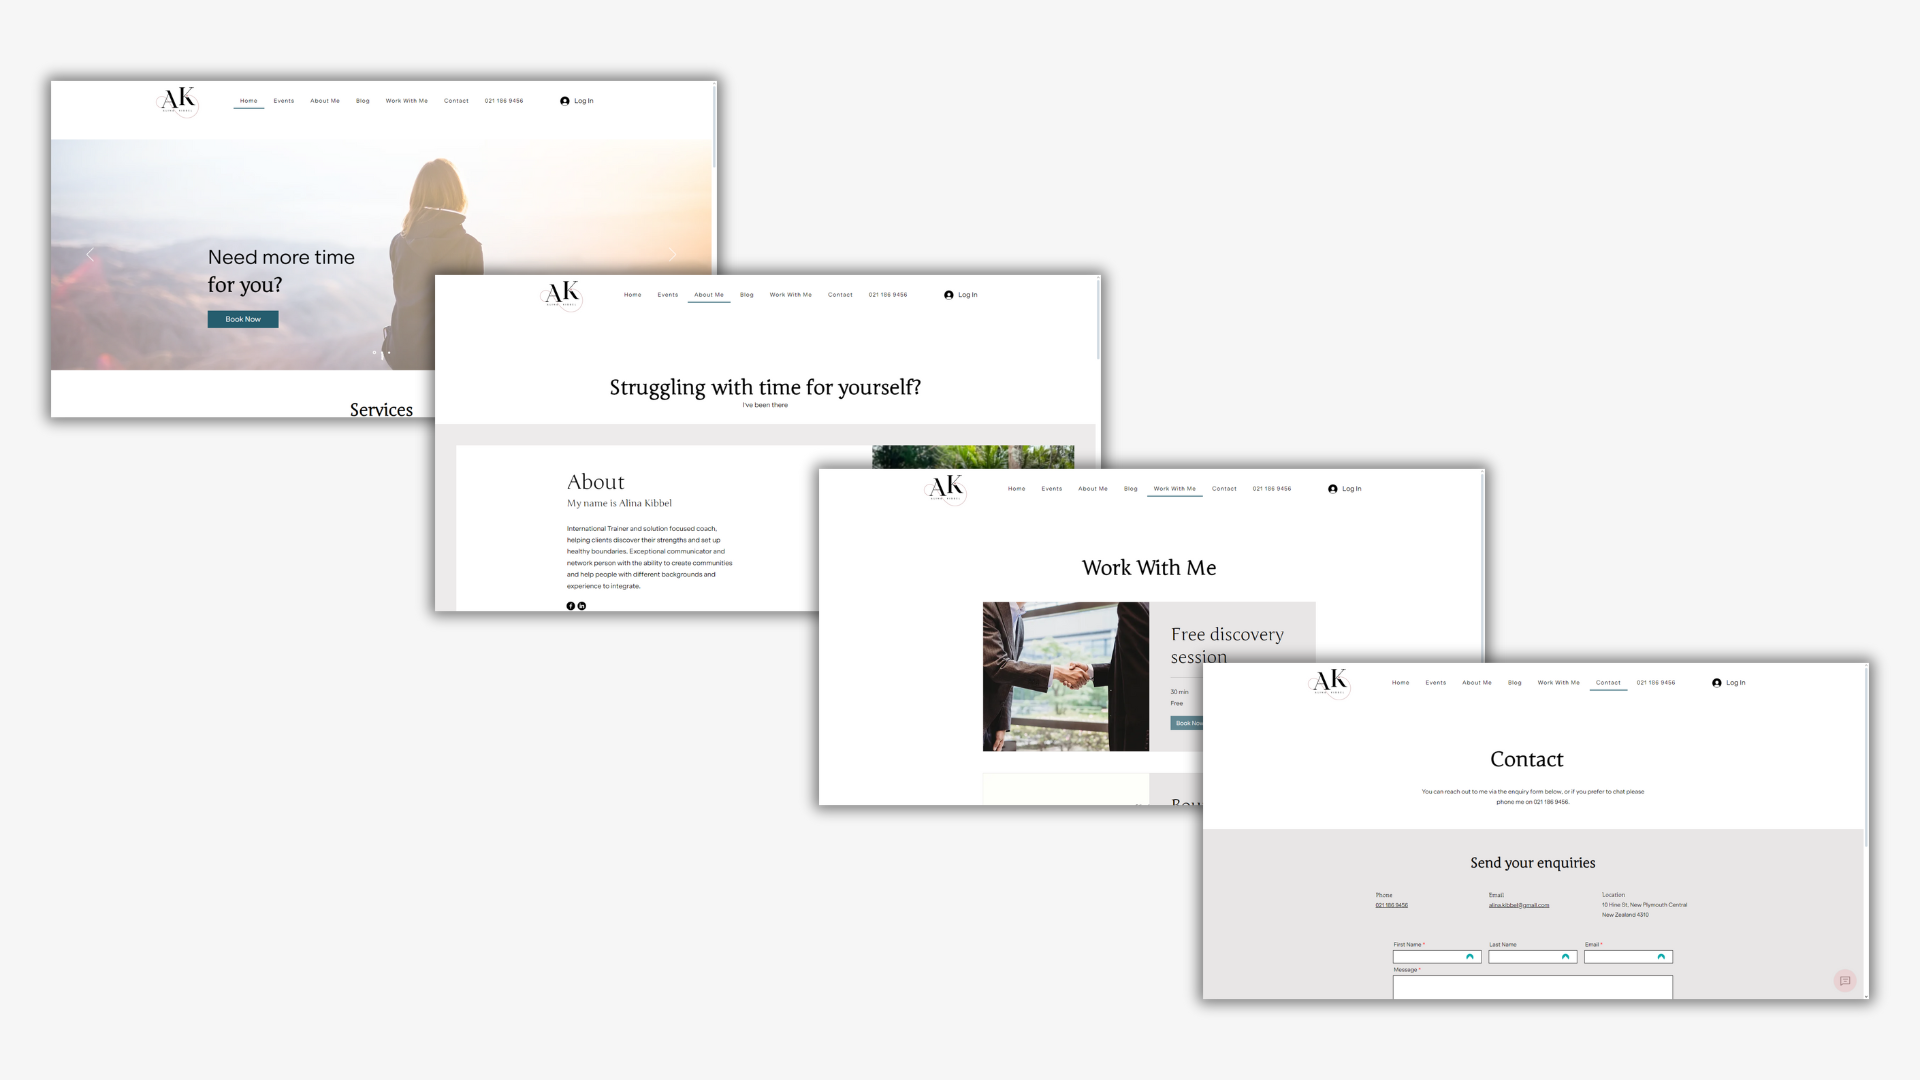 AK
ALINA KIBBEL
Home Events About Me Blog Work With Me Contact 021 186 9456 Log In
Need more time
for you?
Book Now
Services
AK
ALINA KIBBEL
Home Events About Me Blog Work With Me Contact 021 186 9456 Log In
Struggling with time for yourself?
I've been there
About
My name is Alina Kibbel
International Trainer and solution focused coach,
helping clients discover their strengths and set up
healthy boundaries. Exceptional communicator and
network person with the ability to create communities
and help people with different backgrounds and
experience to integrate.
f in
AK
ALINA KIBBEL
Home Events About Me Blog Work With Me Contact 021 186 9456 Log In
Work With Me
Free discovery
session
30 min
Free
Book Now
AK
ALINA KIBBEL
Home Events About Me Blog Work With Me Contact 021 186 9456 Log In
Contact
You can reach out to me via the enquiry form below, or if you prefer to chat please
phone me on 021 186 9456.
Send your enquiries
Phone Email Location
021 186 9456 alina.kibbel@gmail.com 10 Hine St, New Plymouth Central
New Zealand 4310
First Name * Last Name Email *
Message *